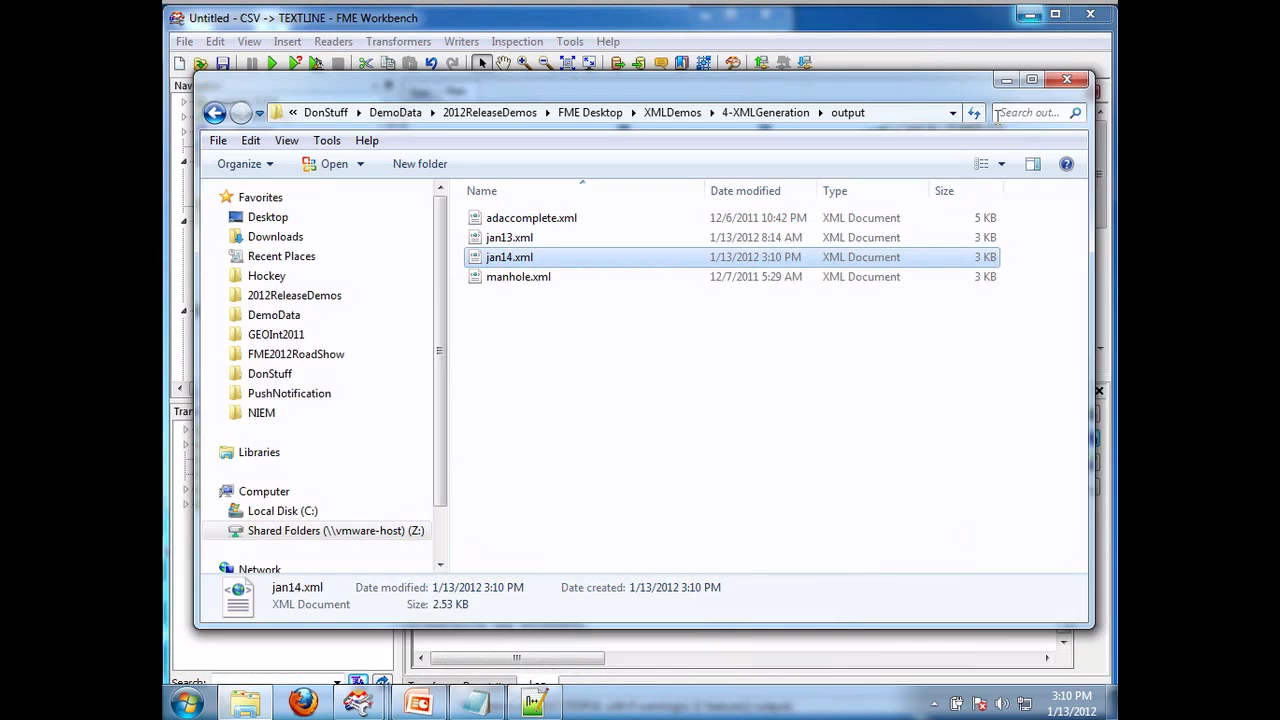 Untitled - CSV -> TEXTLINE - FME Workbench
File Edit View Insert Readers Transformers Writers Inspection Tools Help
Nav
« DonStuff DemoData 2012ReleaseDemos FME Desktop XMLDemos 4-XMLGeneration output Search out...
File Edit View Tools Help
Organize Open New folder
Name Date modified Type Size
Favorites
Desktop
Downloads
Recent Places
Hockey
2012ReleaseDemos
DemoData
GEOInt2011
FME2012RoadShow
DonStuff
PushNotification
NIEM
Libraries
Computer
Local Disk (C:)
Shared Folders (\\vmware-host) (Z:)
Network
adaccomplete.xml 12/6/2011 10:42 PM XML Document 5 KB
jan13.xml 1/13/2012 8:14 AM XML Document 3 KB
jan14.xml 1/13/2012 3:10 PM XML Document 3 KB
manhole.xml 12/7/2011 5:29 AM XML Document 3 KB
Tran
jan14.xml Date modified: 1/13/2012 3:10 PM Date created: 1/13/2012 3:10 PM
XML Document Size: 2.53 KB
Search:
3:10 PM
1/13/2012